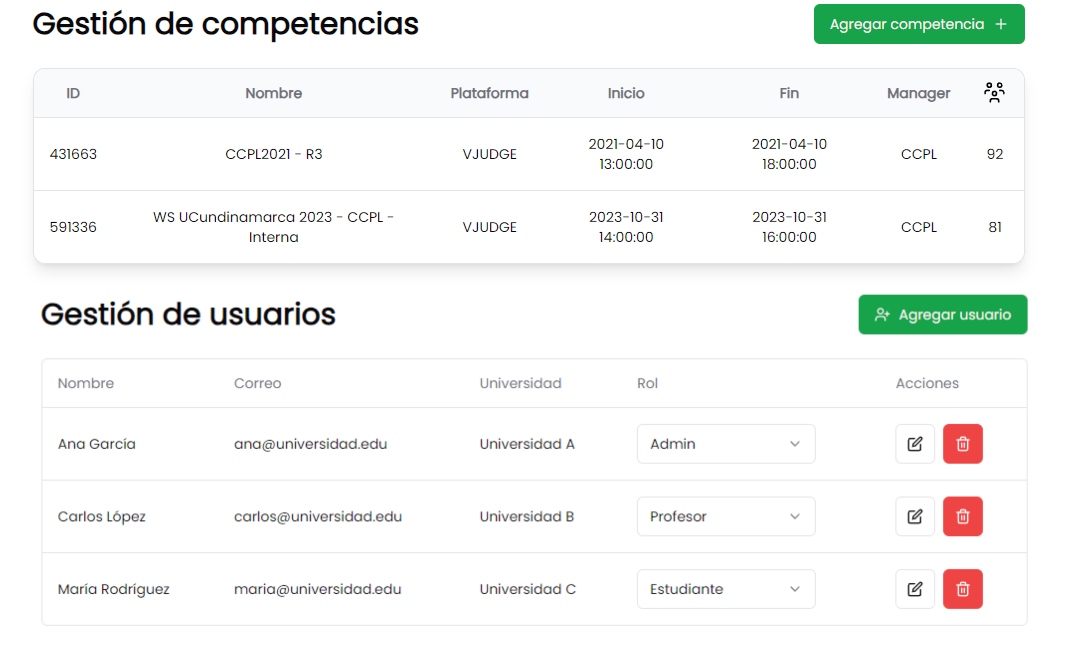 Gestión de competencias
Agregar competencia +
ID Nombre Plataforma Inicio Fin Manager
431663 CCPL2021 - R3 VJUDGE 2021-04-10 13:00:00 2021-04-10 18:00:00 CCPL 92
591336 WS UCundinamarca 2023 - CCPL - Interna VJUDGE 2023-10-31 14:00:00 2023-10-31 16:00:00 CCPL 81
Gestión de usuarios
Agregar usuario
Nombre Correo Universidad Rol Acciones
Ana García ana@universidad.edu Universidad A Admin
Carlos López carlos@universidad.edu Universidad B Profesor
María Rodríguez maria@universidad.edu Universidad C Estudiante